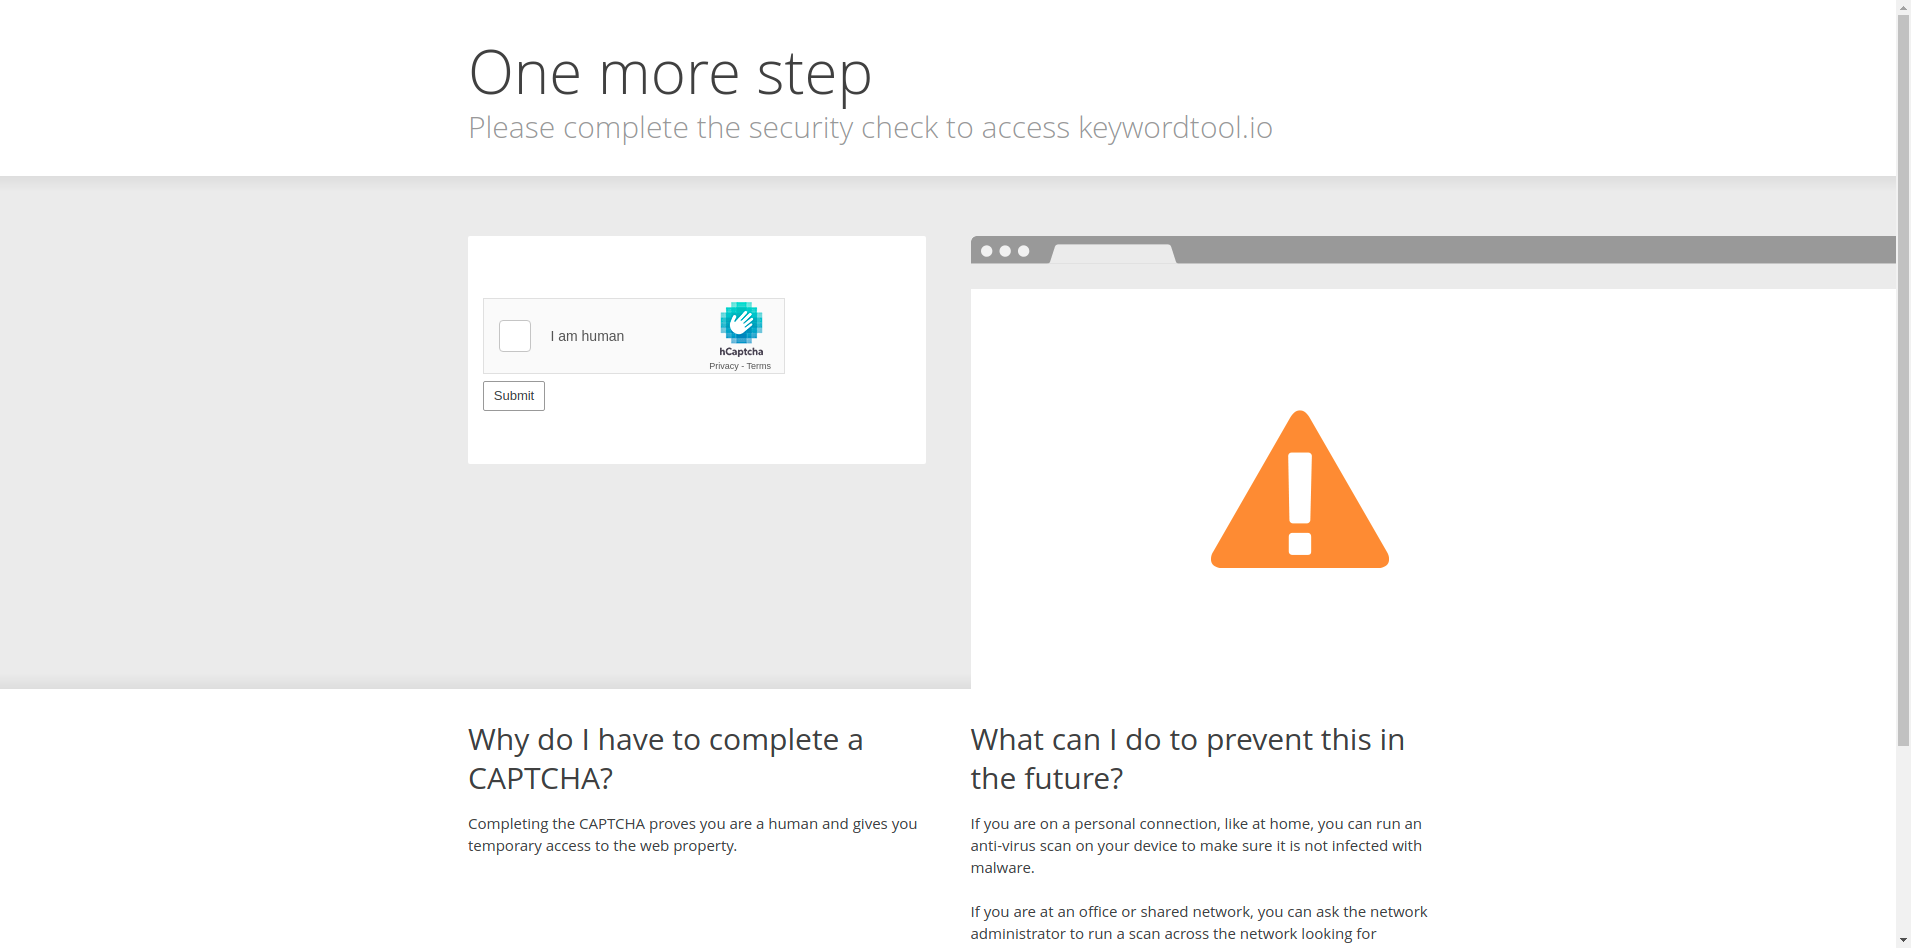 One more step
Please complete the security check to access keywordtool.io
I am human
hCaptcha
Privacy - Terms
Submit
Why do I have to complete a
CAPTCHA?
Completing the CAPTCHA proves you are a human and gives you
temporary access to the web property.
What can I do to prevent this in
the future?
If you are on a personal connection, like at home, you can run an
anti-virus scan on your device to make sure it is not infected with
malware.
If you are at an office or shared network, you can ask the network
administrator to run a scan across the network looking for